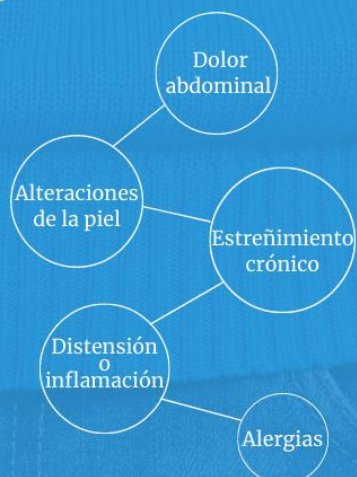 Dolor
abdominal
Alteraciones
de la piel
Estreñimiento
crónico
Distensión
o
inflamación
Alergias